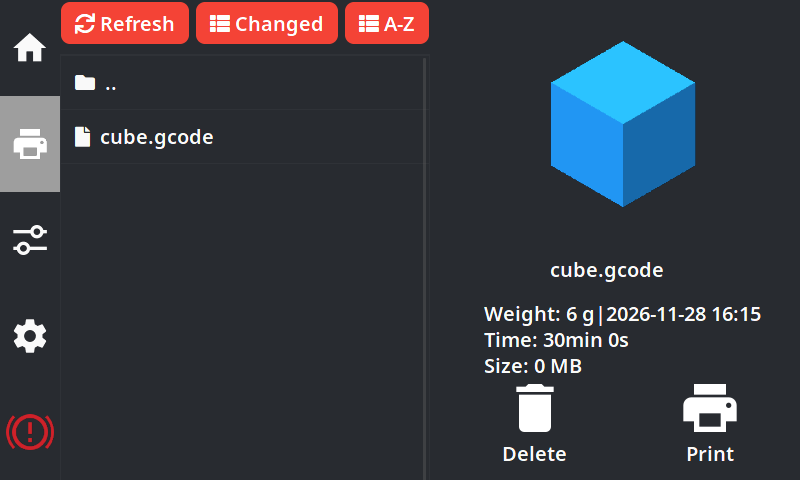 Refresh
Changed
A-Z
..
cube.gcode
cube.gcode
Weight: 6 g|2026-11-28 16:15
Time: 30min 0s
Size: 0 MB
Delete
Print